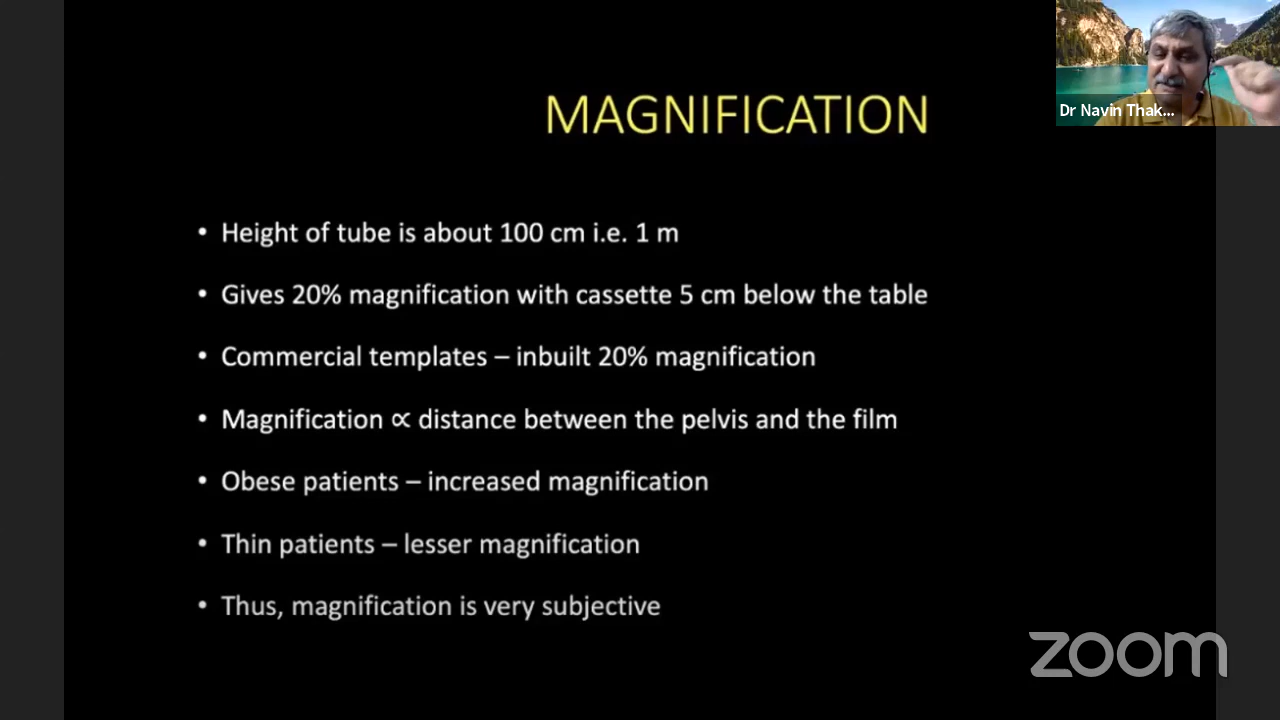 MAGNIFICATION
Dr Navin Thak...
• Height of tube is about 100 cm i.e. 1 m
• Gives 20% magnification with cassette 5 cm below the table
• Commercial templates – inbuilt 20% magnification
• Magnification ∝ distance between the pelvis and the film
• Obese patients – increased magnification
• Thin patients – lesser magnification
• Thus, magnification is very subjective
zoom